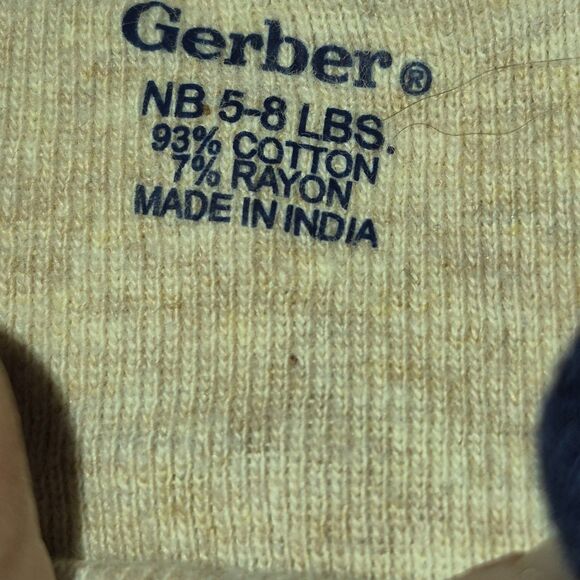 Gerber®
NB 5-8 LBS.
93% COTTON
7% RAYON
MADE IN INDIA